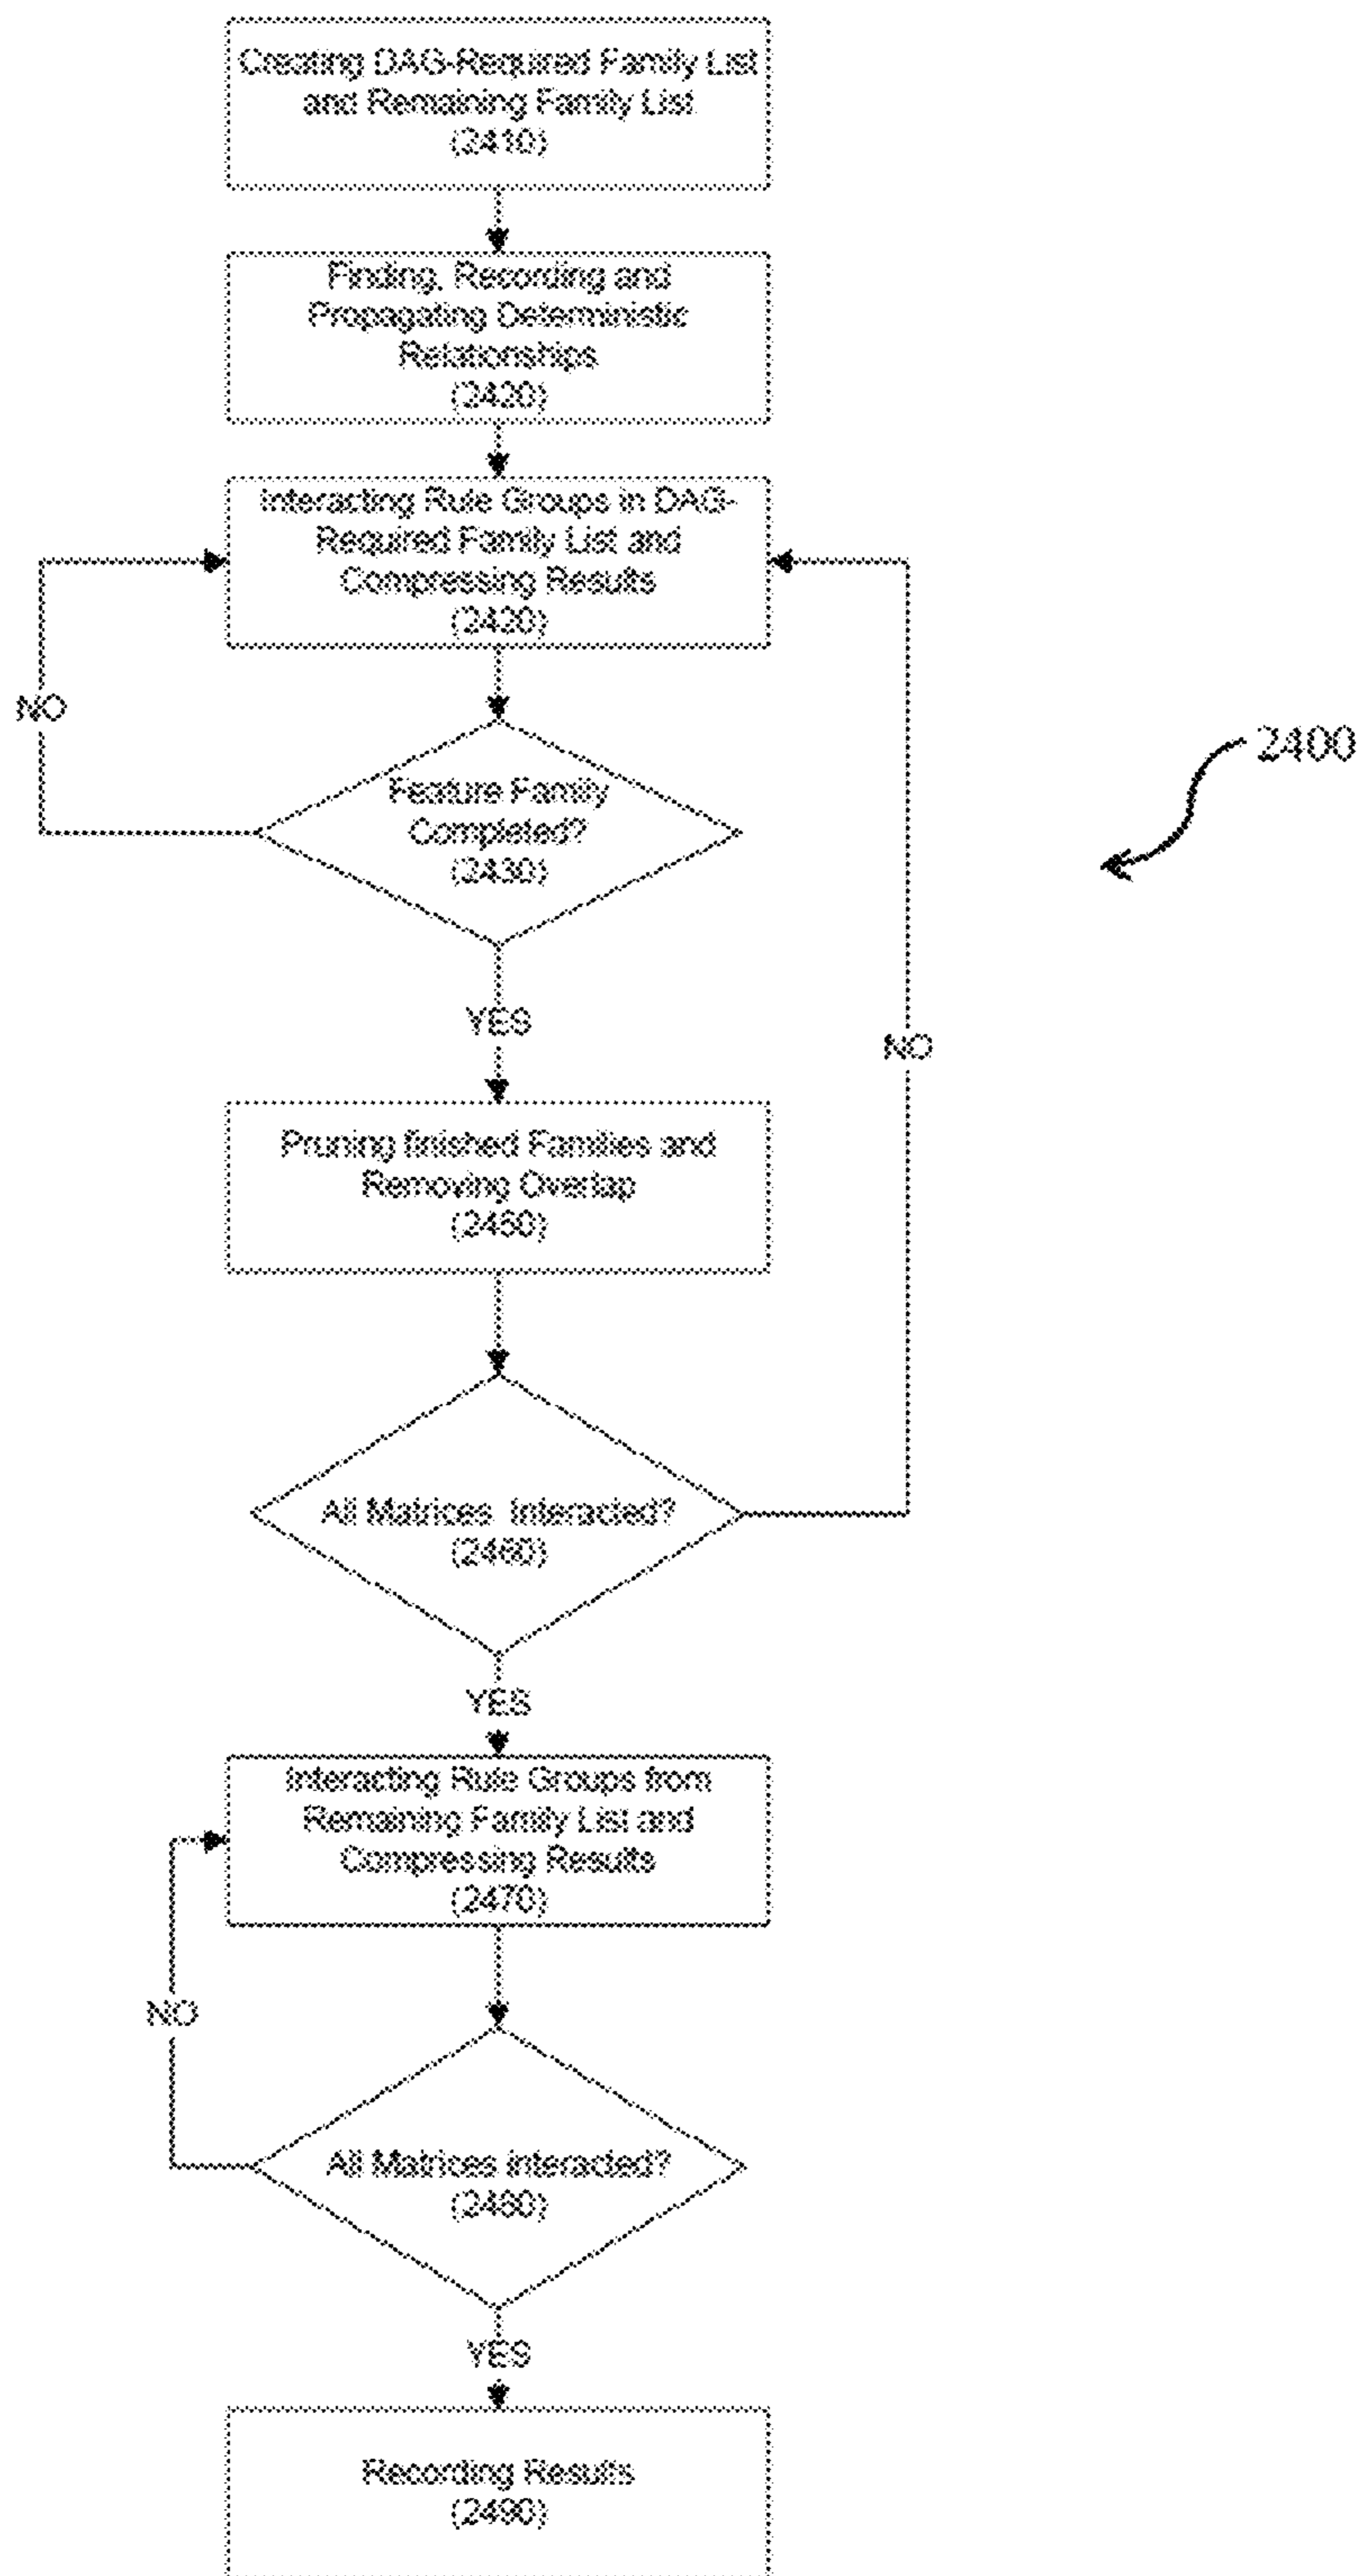 Creating DAG-Required Family List
and Remaining Family List
(2410)
Finding, Recording and
Propagating Deterministic
Relationships
(2420)
Interacting Rule Groups in DAG-
Required Family List and
Compressing Results
(2420)
NO
Feature Family
Completed?
(2430)
2400
YES
NO
Pruning finished Families and
Removing Overlap
(2450)
All Matrices Interacted?
(2460)
YES
Interacting Rule Groups from
Remaining Family List and
Compressing Results
(2470)
NO
All Matrices interacted?
(2480)
YES
Recording Results
(2490)